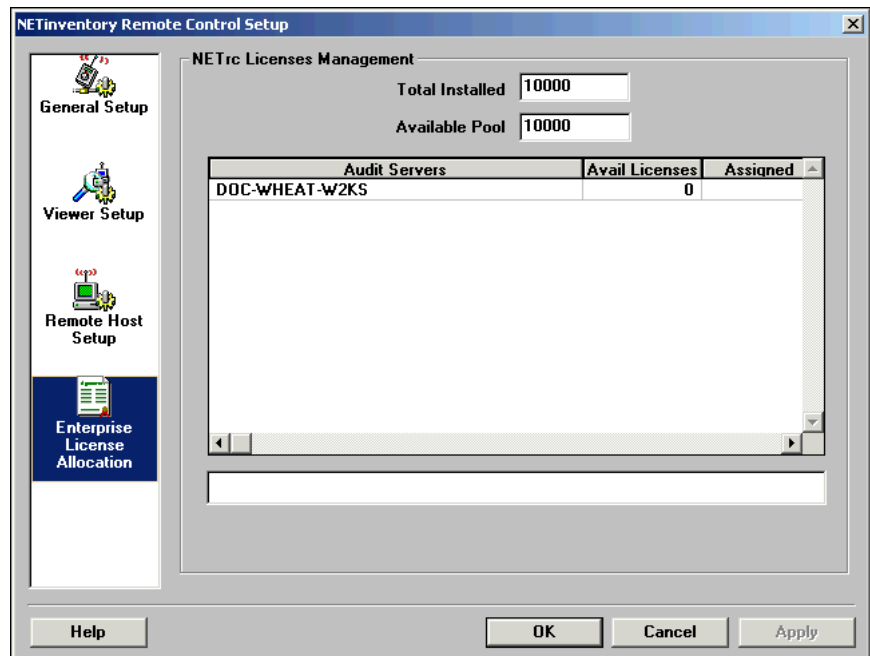 NETinventory Remote Control Setup
General Setup
Viewer Setup
Remote Host
Setup
Enterprise
License
Allocation
NETrc Licenses Management
Total Installed 10000
Available Pool 10000
Audit Servers Avail Licenses Assigned
DOC-WHEAT-W2KS 0
Help OK Cancel Apply